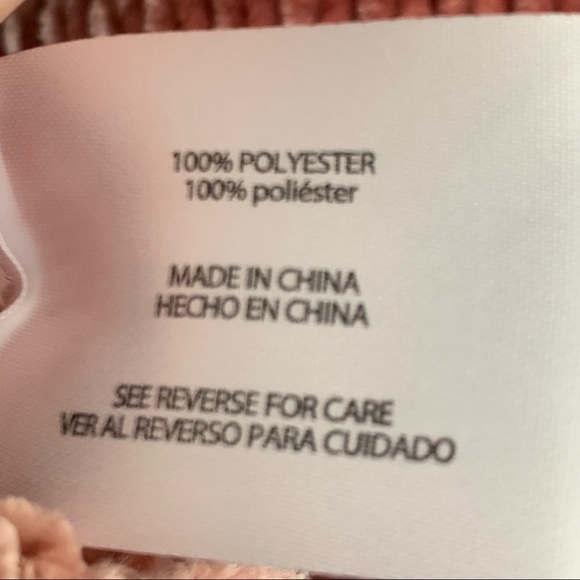 100% POLYESTER
100% poliéster
MADE IN CHINA
HECHO EN CHINA
SEE REVERSE FOR CARE
VER AL REVERSO PARA CUIDADO